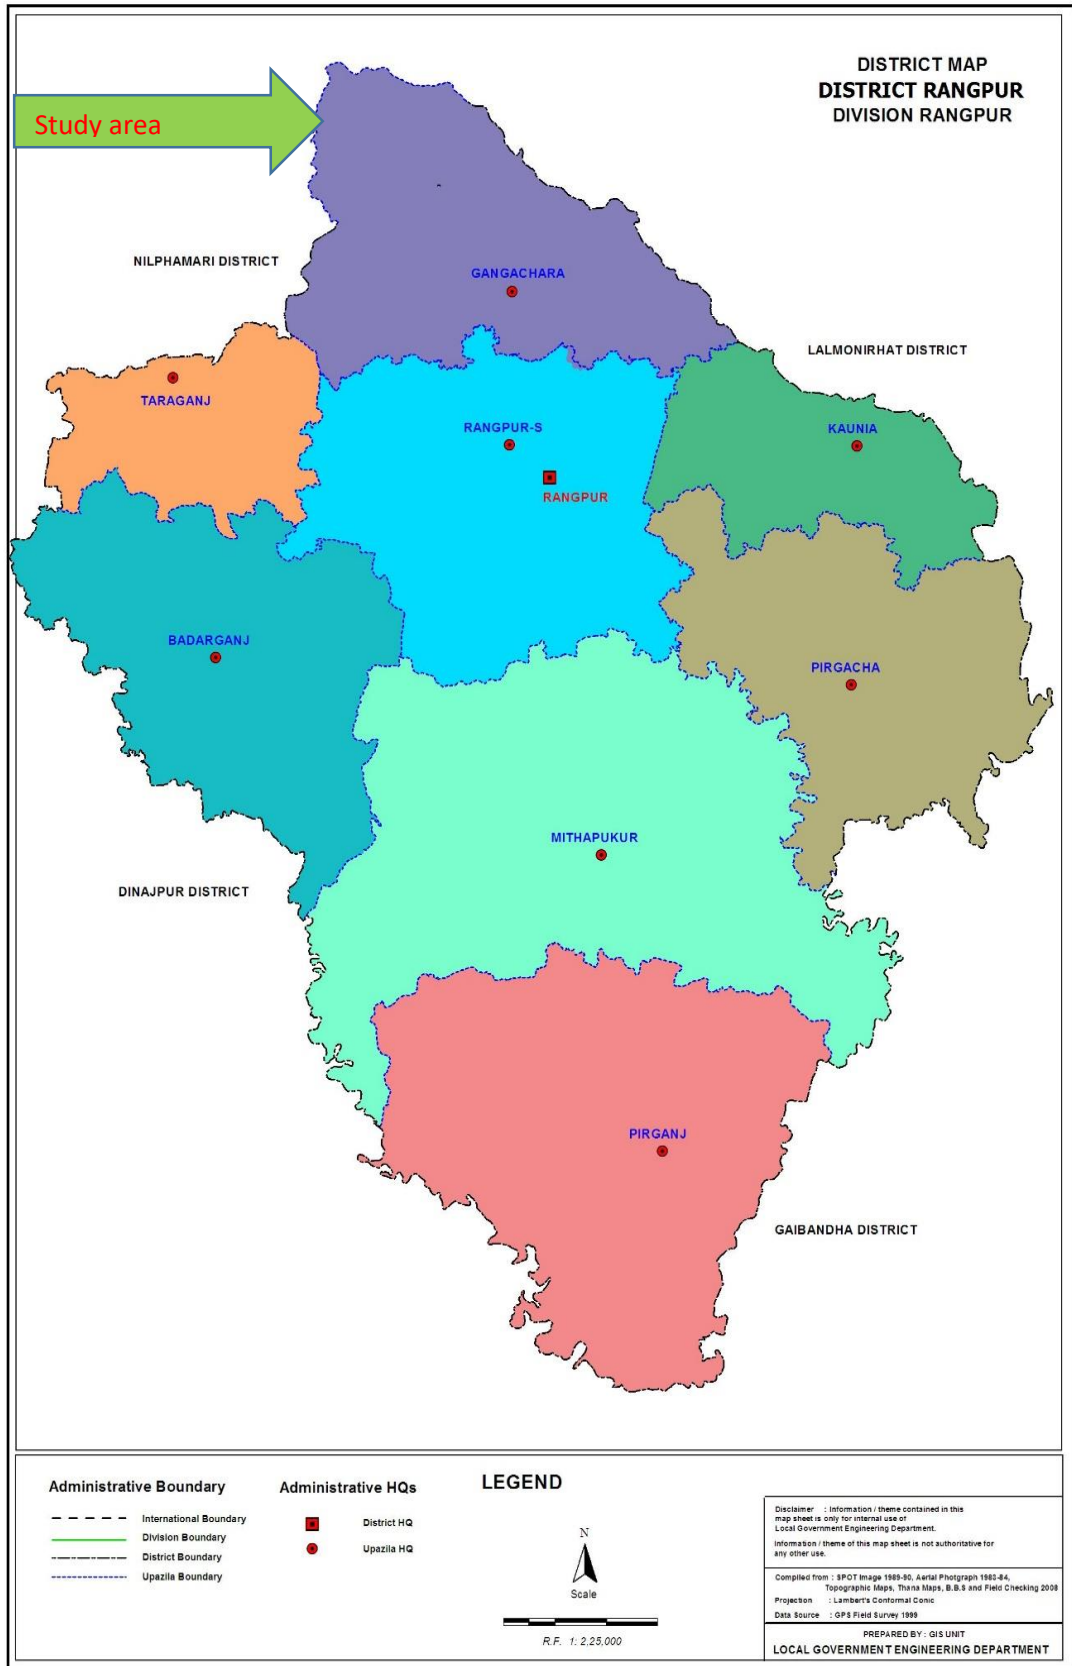 DISTRICT MAP
DISTRICT RANGPUR
DIVISION RANGPUR
Study area
NILPHAMARI DISTRICT
GANGACHARA
LALMONIRHAT DISTRICT
TARAGANJ
RANGPUR-S
KAUNIA
RANGPUR
BADARGANJ
PIRGACHA
MITHAPUKUR
DINAJPUR DISTRICT
PIRGANJ
GAIBANDHA DISTRICT
LEGEND
Administrative Boundary
International Boundary
Division Boundary
District Boundary
Upazila Boundary
Administrative HQs
District HQ
Upazila HQ
N
Scale
R.F. 1: 2,25,000
Disclaimer : Information / theme contained in this
map sheet is only for internal use of
Local Government Engineering Department.
Information / theme of this map sheet is not authoritative for
any other use.
Compiled from : SPOT Image 1989-90, Aerial Photgraph 1983-84,
Topographic Maps, Thana Maps, B.B.S and Field Checking 2008
Projection : Lambert's Conformal Conic
Data Source : GPS Field Survey 1999
PREPARED BY : GIS UNIT
LOCAL GOVERNMENT ENGINEERING DEPARTMENT